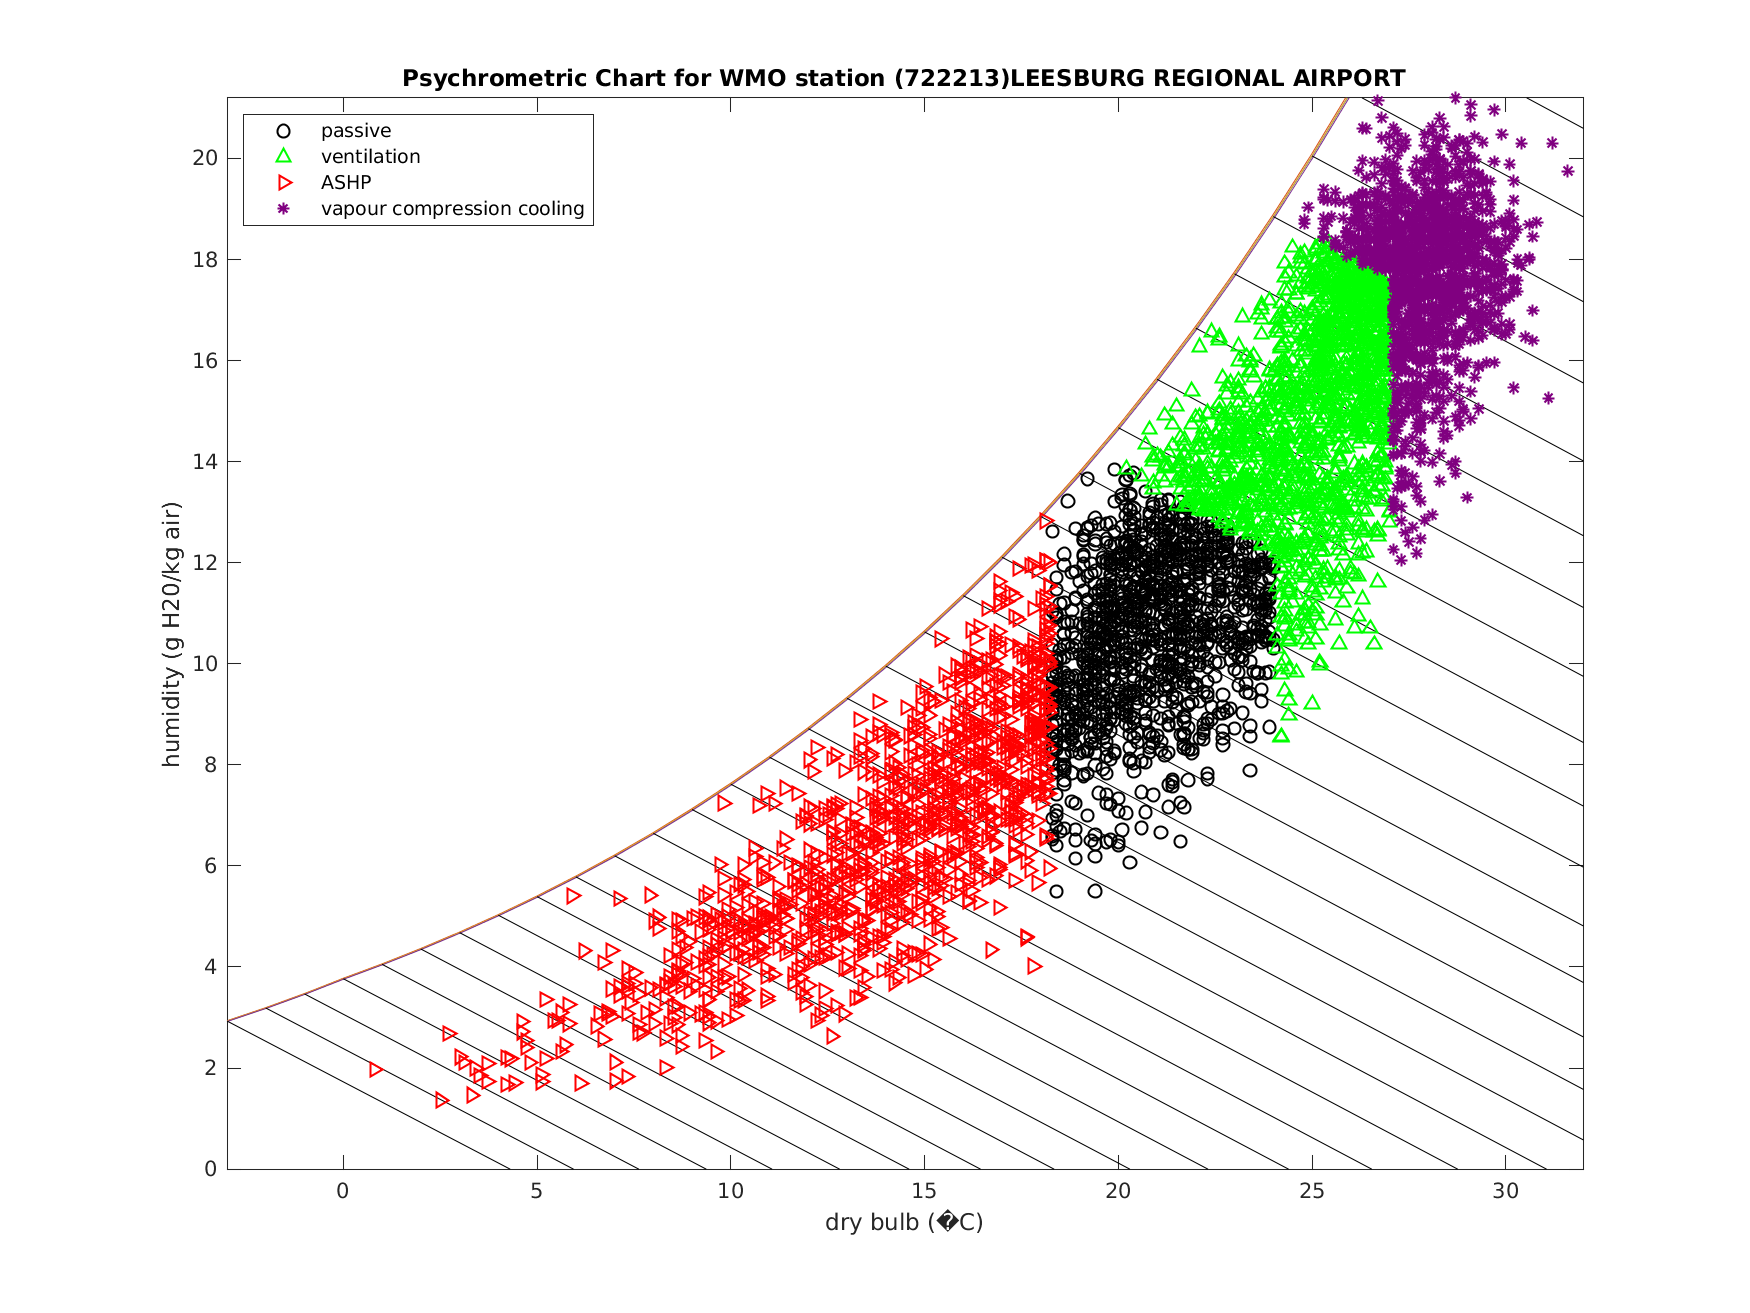 Psychrometric Chart for WMO station (722213)LEESBURG REGIONAL AIRPORT
passive
ventilation
ASHP
vapour compression cooling
20
18
16
14
12
10
8
6
4
2
0
humidity (g H20/kg air)
0 5 10 15 20 25 30
dry bulb (�C)